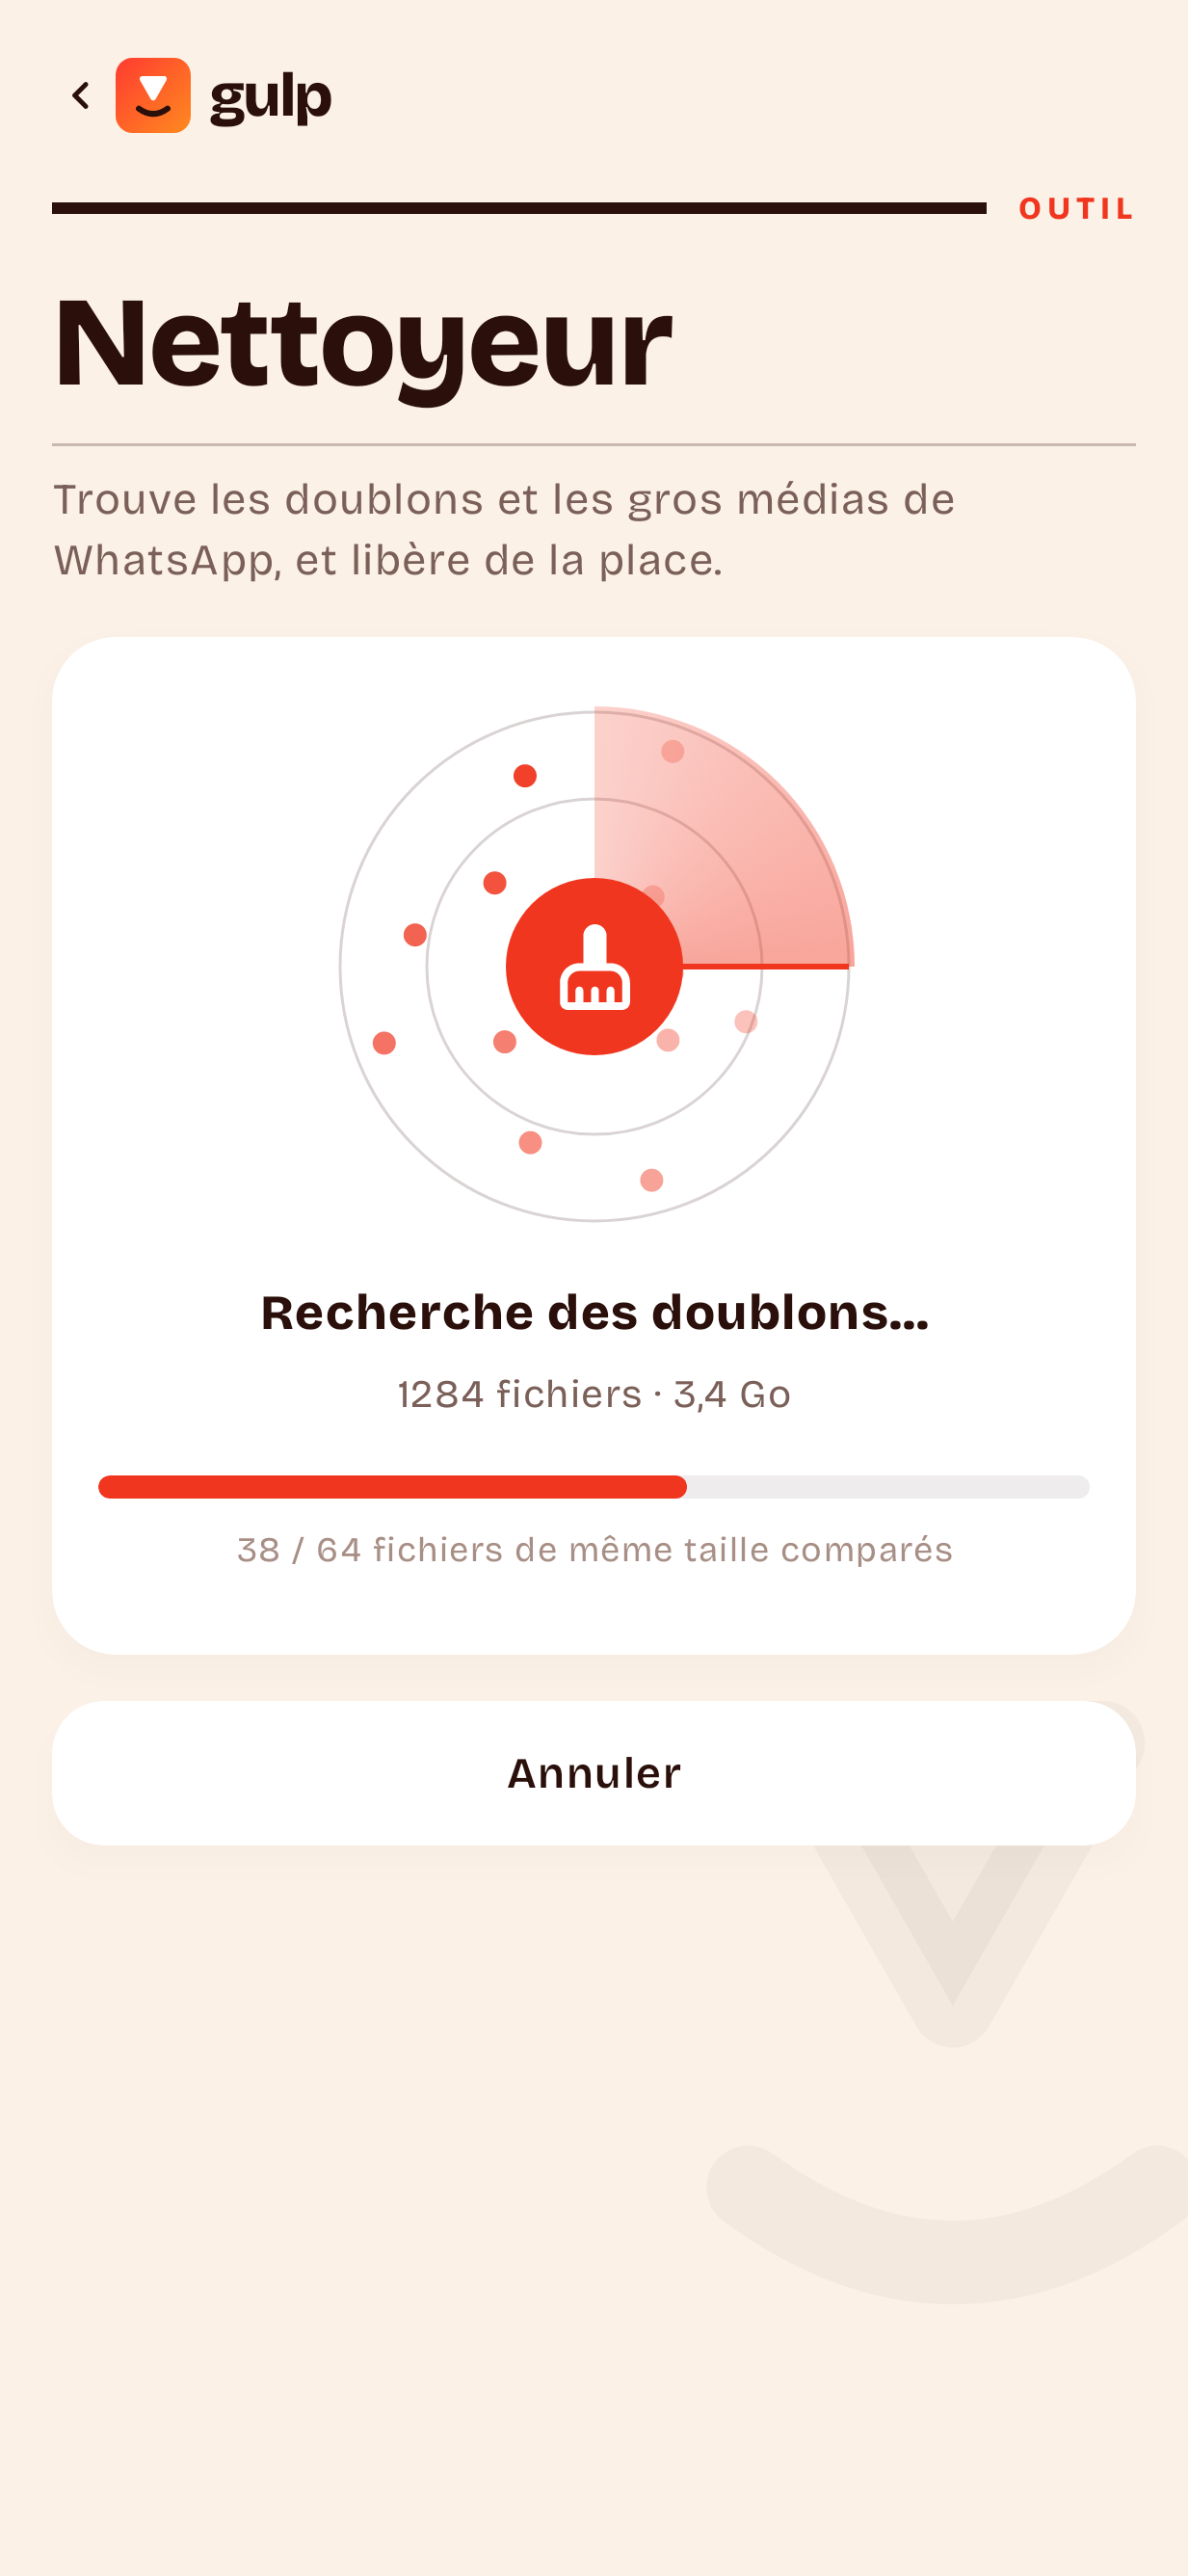 gulp
OUTIL
Nettoyeur
Trouve les doublons et les gros médias de
WhatsApp, et libère de la place.
Recherche des doublons...
1284 fichiers · 3,4 Go
38 / 64 fichiers de même taille comparés
Annuler